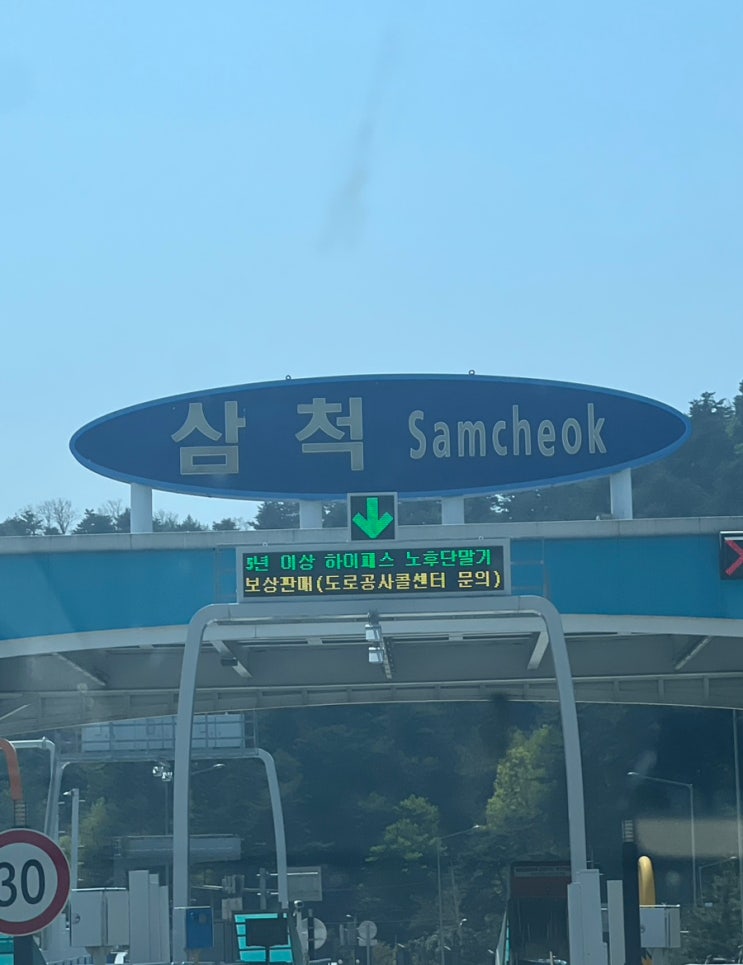 삼척 Samcheok
5년 이상 하이패스 노후단말기
보상판매(도로공사콜센터 문의)
30